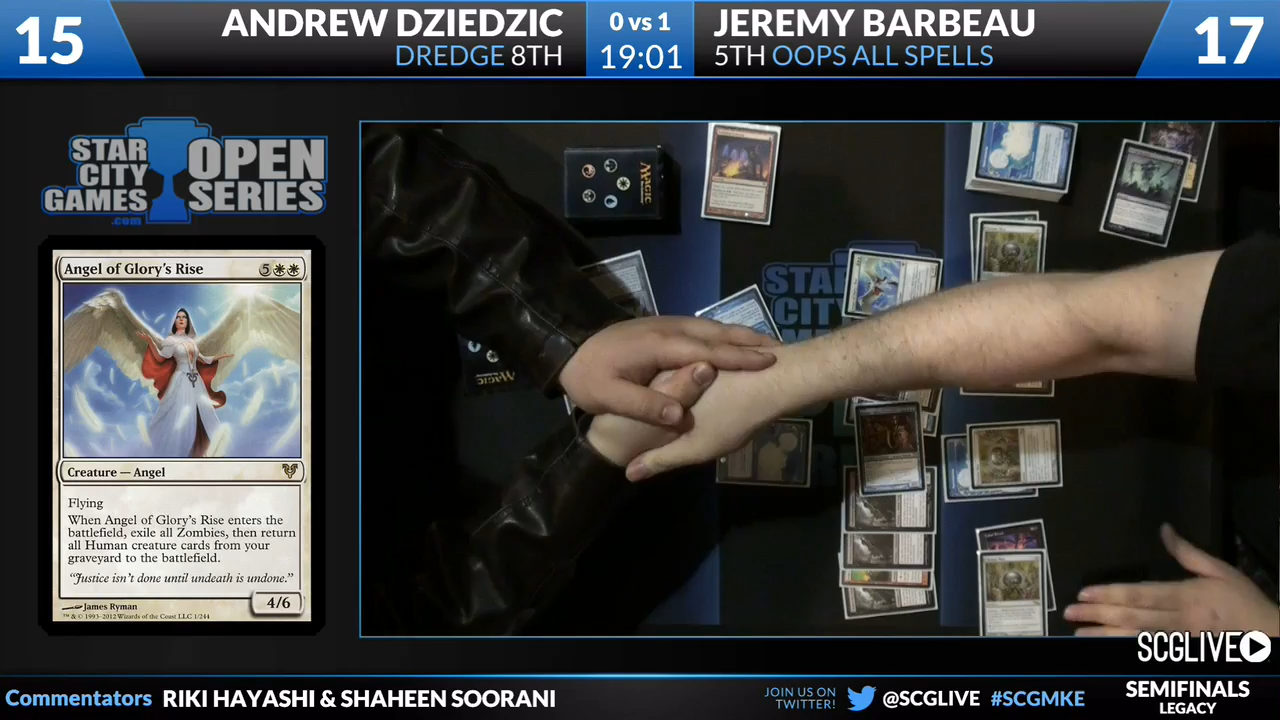 15
ANDREW DZIEDZIC
DREDGE 8TH
0 vs 1
19:01
JEREMY BARBEAU
5TH OOPS ALL SPELLS
17
STAR
CITY
GAMES
.com
OPEN
SERIES
Angel of Glory's Rise 5
Creature — Angel
Flying
When Angel of Glory's Rise enters the
battlefield, exile all Zombies, then return
all Human creature cards from your
graveyard to the battlefield.
"Justice isn't done until undeath is undone."
James Ryman
4/6
™ & © 1993–2012 Wizards of the Coast LLC 1/244
MAGIC
MAGIC
STAR
CITY
SCGLIVE
Commentators RIKI HAYASHI & SHAHEEN SOORANI
JOIN US ON
TWITTER!
@SCGLIVE #SCGMKE
SEMIFINALS
LEGACY